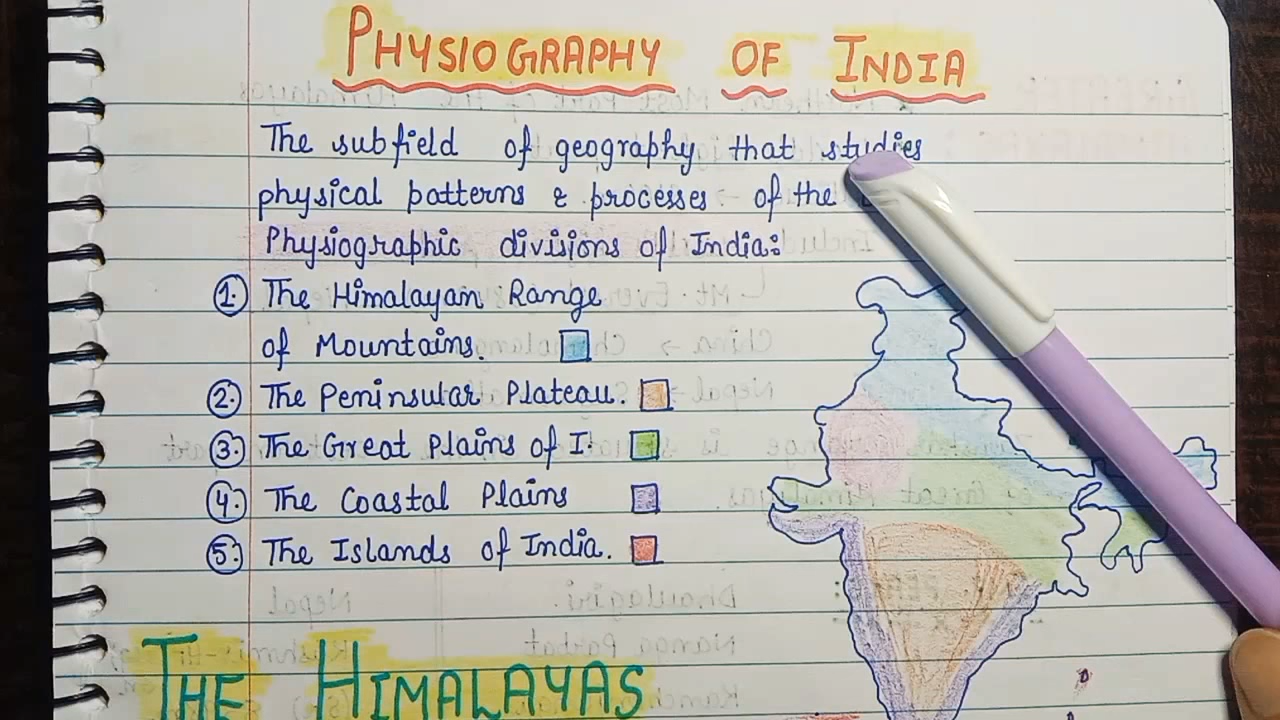 PHYSIOGRAPHY OF INDIA
The subfield of geography that studies
physical patterns & processes of the
Physiographic divisions of India:
1. The Himalayan Range
of Mountains.
2. The Peninsular Plateau.
3. The Great Plains of I.
4. The Coastal Plains
5. The Islands of India.
THE HIMALAYAS